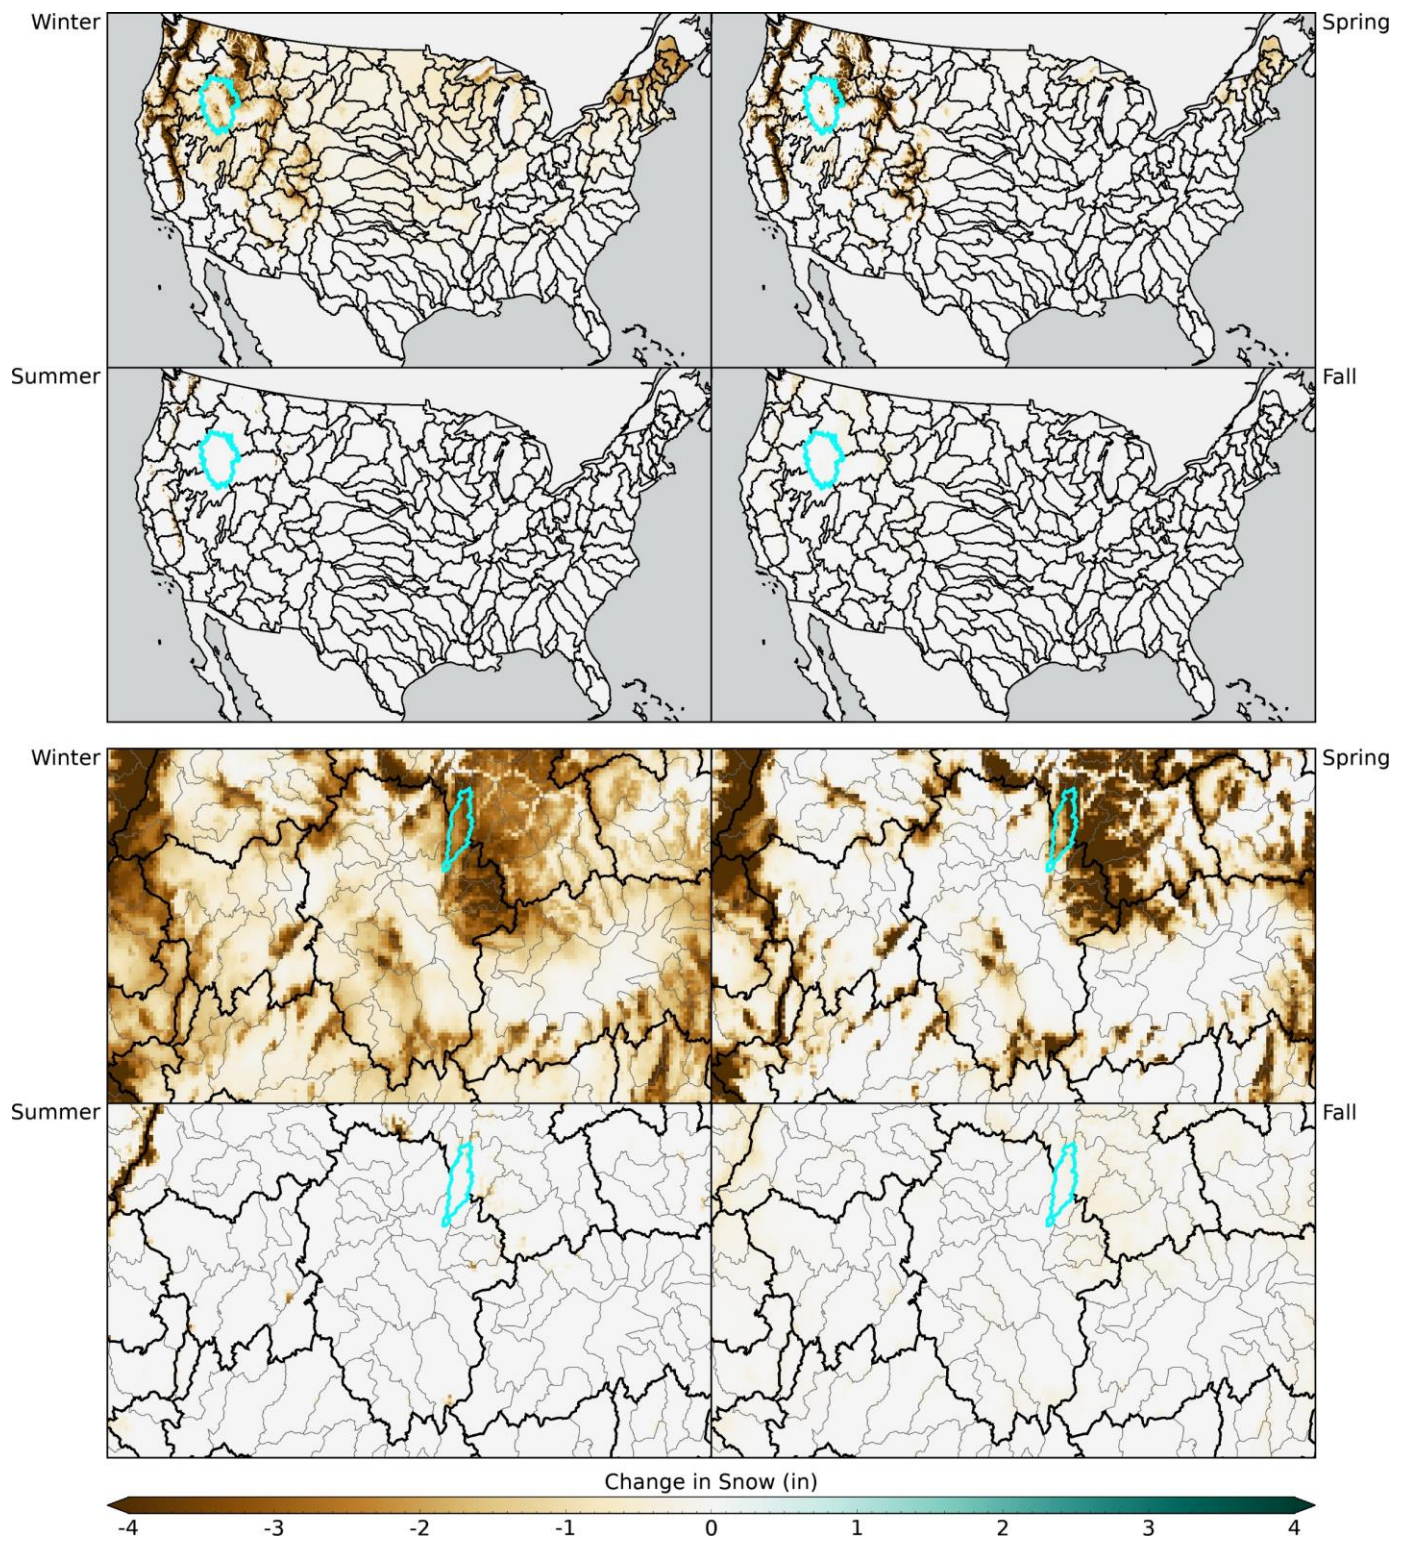 Winter
Spring
Summer
Fall
Winter
Spring
Summer
Fall
Change in Snow (in)
-4 -3 -2 -1 0 1 2 3 4